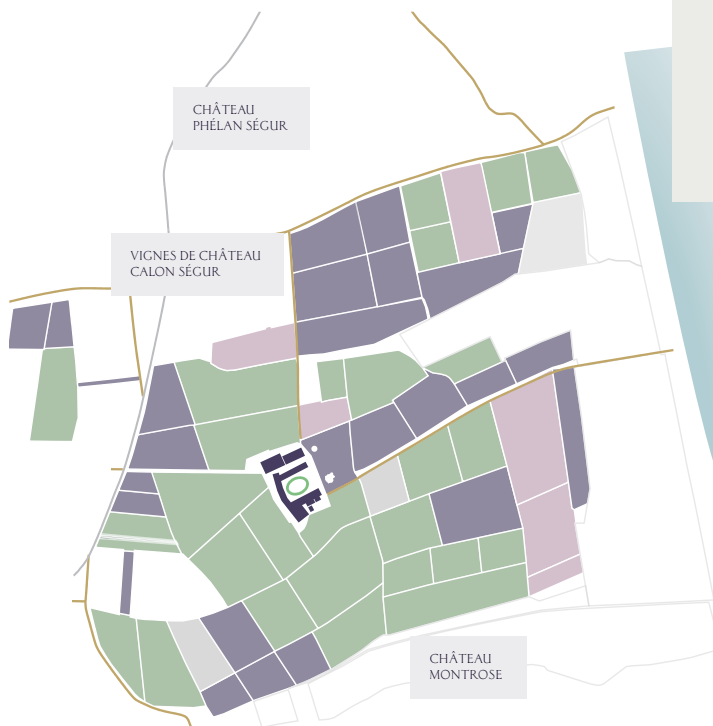 CHÂTEAU
PHÉLAN SÉGUR
VIGNES DE CHÂTEAU
CALON SÉGUR
CHÂTEAU
MONTROSE